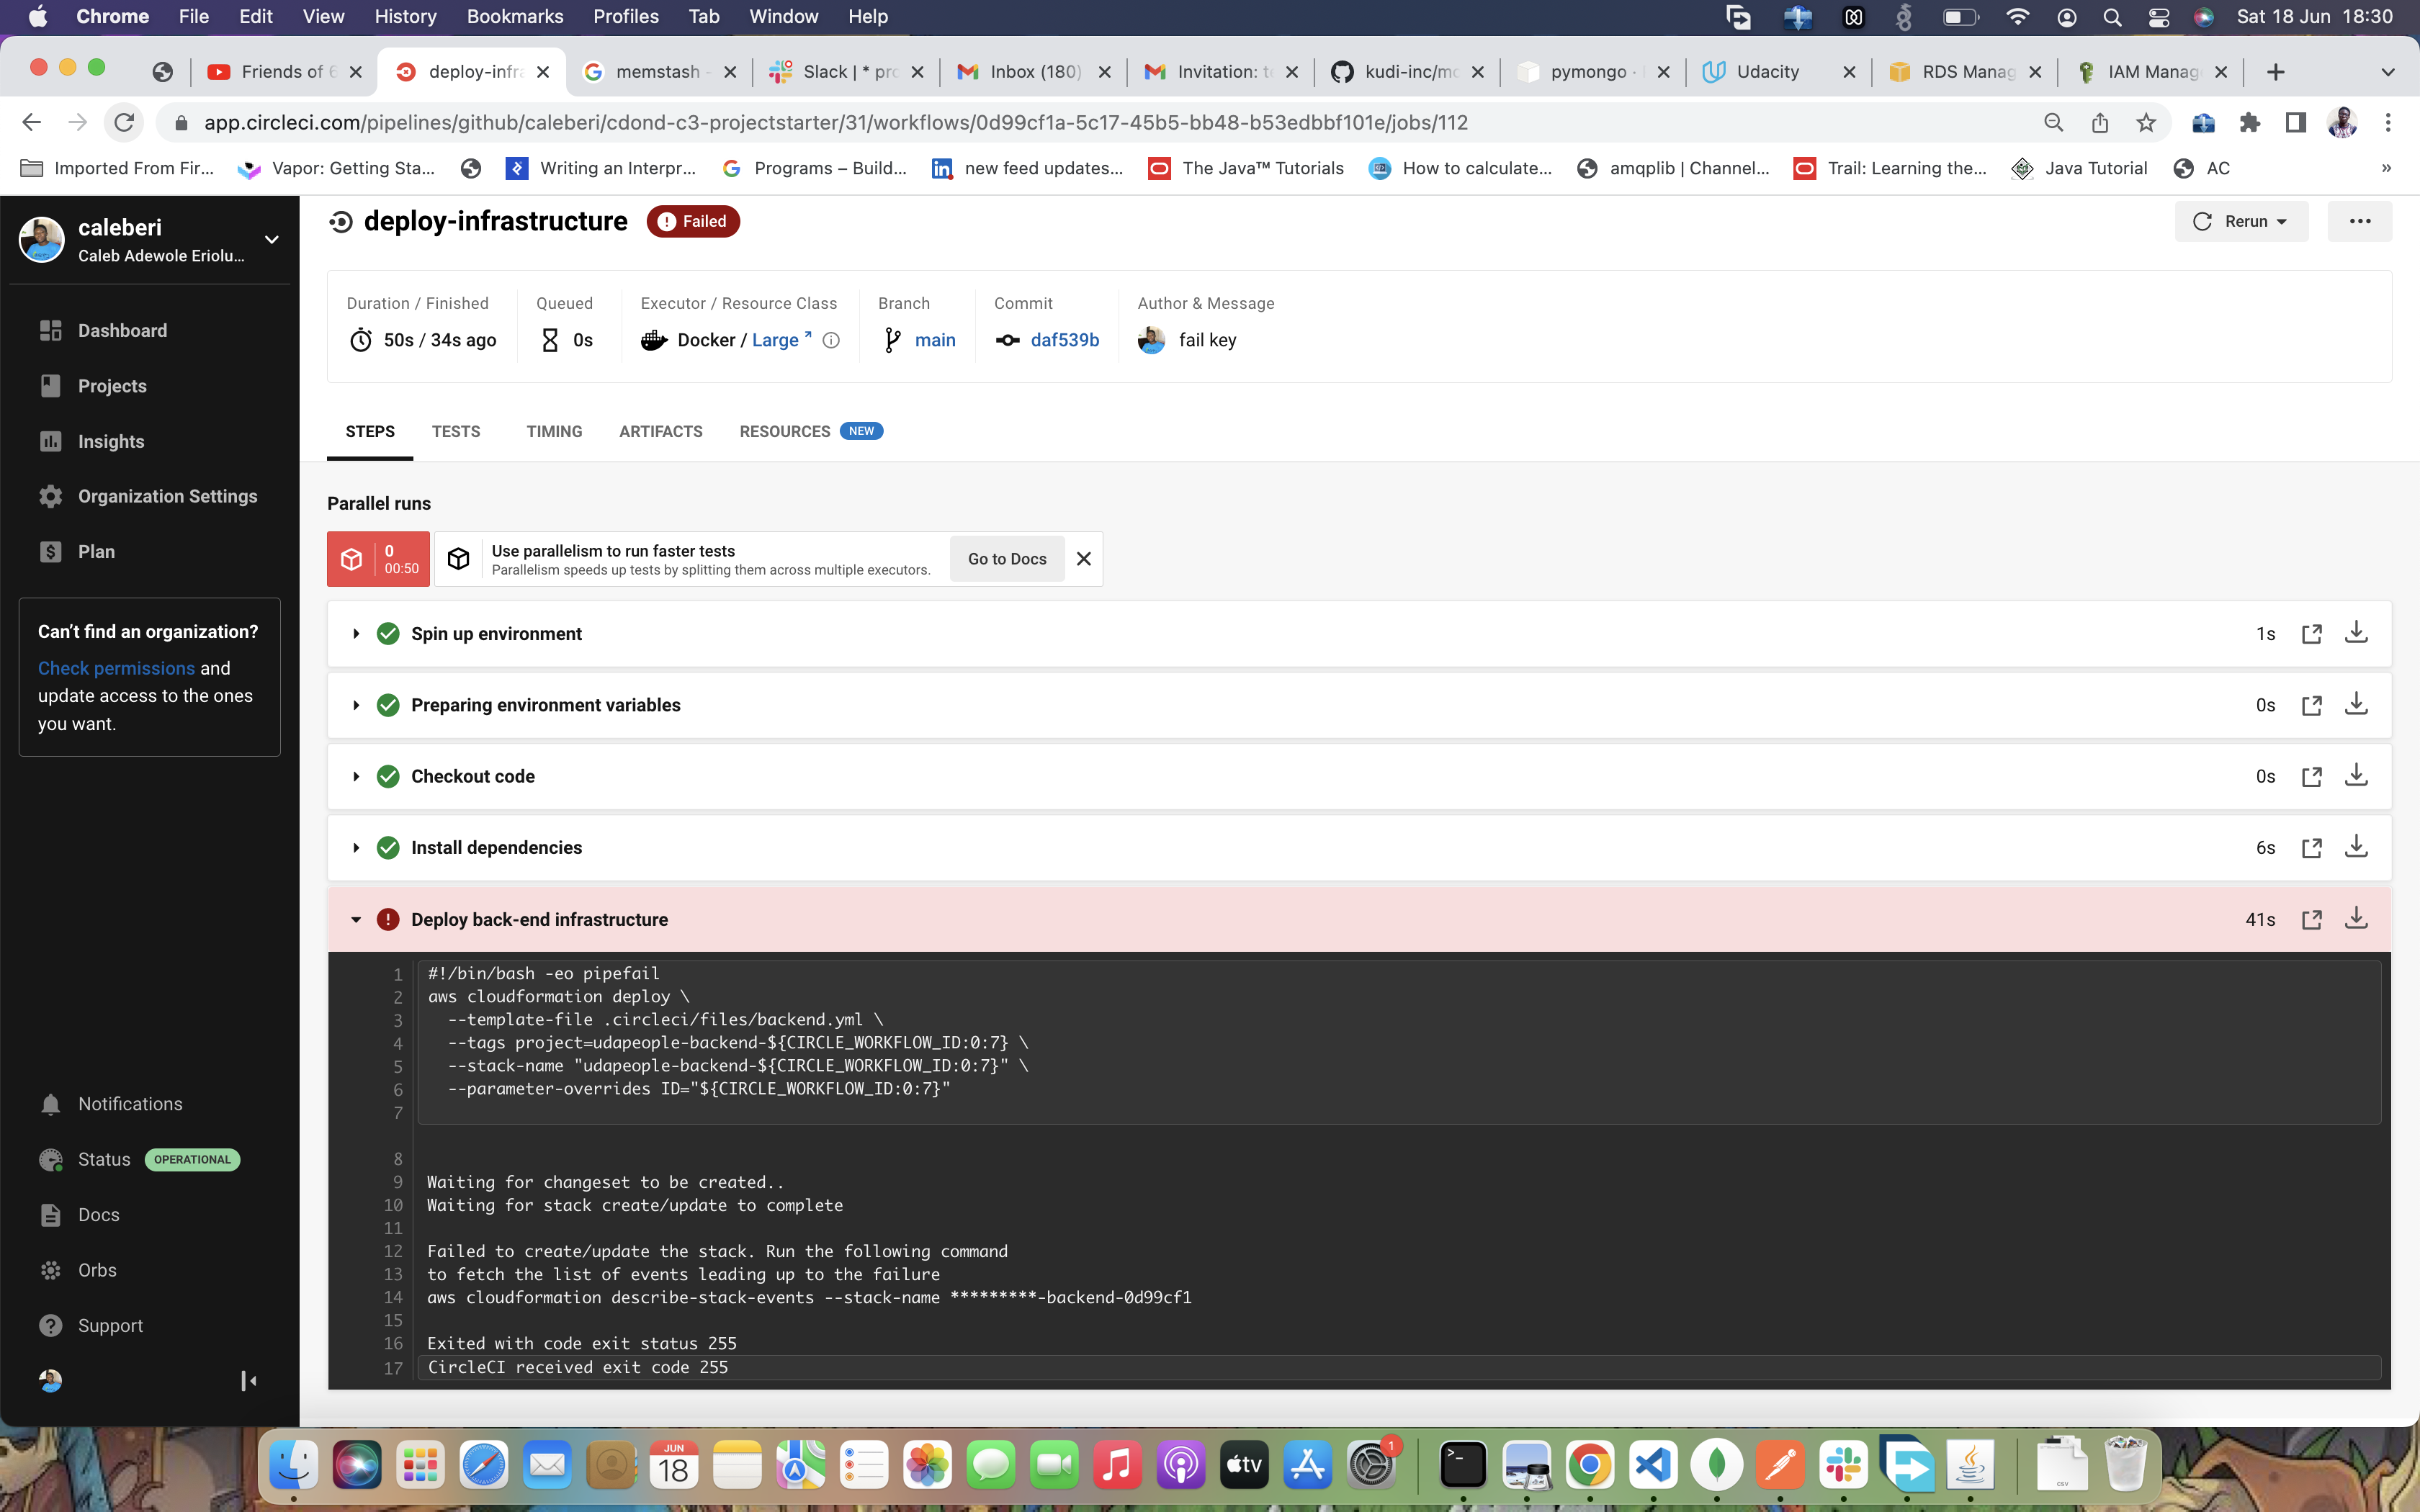 Chrome File Edit View History Bookmarks Profiles Tab Window Help Sat 18 Jun 18:30
Friends of 6 deploy-infra memstash - Slack | * pro Inbox (180) Invitation: t kudi-inc/mo pymongo · Udacity RDS Manag IAM Manag
app.circleci.com/pipelines/github/caleberi/cdond-c3-projectstarter/31/workflows/0d99cf1a-5c17-45b5-bb48-b53edbbf101e/jobs/112
Imported From Fir... Vapor: Getting Sta... Writing an Interpr... Programs – Build... new feed updates... The Java™ Tutorials How to calculate... amqplib | Channel... Trail: Learning the... Java Tutorial AC »
caleberi
Caleb Adewole Eriolu...
Dashboard
Projects
Insights
Organization Settings
Plan
Can't find an organization?
Check permissions and
update access to the ones
you want.
Notifications
Status OPERATIONAL
Docs
Orbs
Support
deploy-infrastructure Failed Rerun
Duration / Finished Queued Executor / Resource Class Branch Commit Author & Message
50s / 34s ago 0s Docker / Large main daf539b fail key
STEPS TESTS TIMING ARTIFACTS RESOURCES NEW
Parallel runs
0
00:50
Use parallelism to run faster tests
Parallelism speeds up tests by splitting them across multiple executors.
Go to Docs
Spin up environment 1s
Preparing environment variables 0s
Checkout code 0s
Install dependencies 6s
Deploy back-end infrastructure 41s
1 #!/bin/bash -eo pipefail
2 aws cloudformation deploy \
3 --template-file .circleci/files/backend.yml \
4 --tags project=udapeople-backend-${CIRCLE_WORKFLOW_ID:0:7} \
5 --stack-name "udapeople-backend-${CIRCLE_WORKFLOW_ID:0:7}" \
6 --parameter-overrides ID="${CIRCLE_WORKFLOW_ID:0:7}"
7
8
9 Waiting for changeset to be created..
10 Waiting for stack create/update to complete
11
12 Failed to create/update the stack. Run the following command
13 to fetch the list of events leading up to the failure
14 aws cloudformation describe-stack-events --stack-name *********-backend-0d99cf1
15
16 Exited with code exit status 255
17 CircleCI received exit code 255
JUN
18
tv
1
CSV